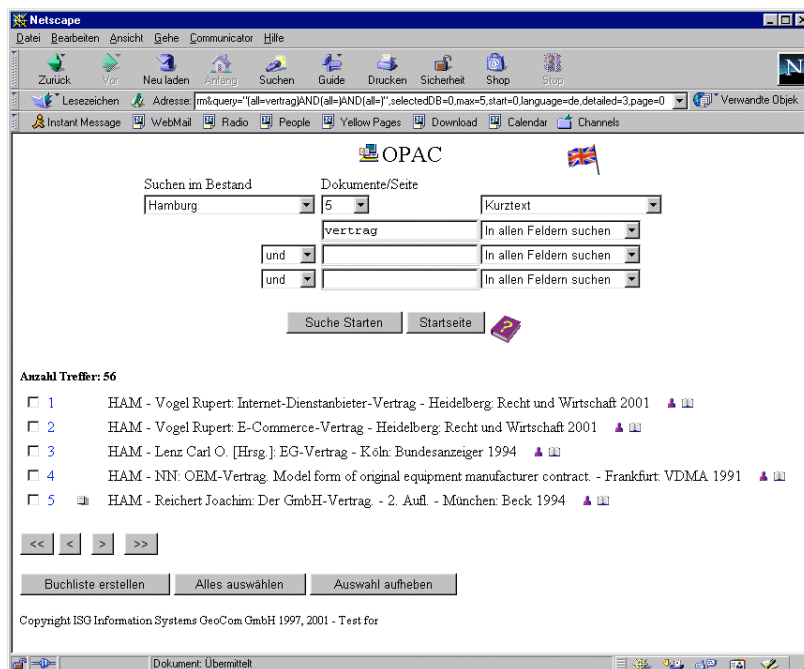 Netscape
Datei Bearbeiten Ansicht Gehe Communicator Hilfe
Zurück Vor Neu laden Anfang Suchen Guide Drucken Sicherheit Shop Stop
N
Lesezeichen Adresse: rm&query="(all=vertrag)AND(all=)AND(all=)",selectedDB=0,max=5,start=0,language=de,detailed=3,page=0 Verwandte Objek
Instant Message WebMail Radio People Yellow Pages Download Calendar Channels
OPAC
Suchen im Bestand Dokumente/Seite
Hamburg 5 Kurztext
vertrag In allen Feldern suchen
und In allen Feldern suchen
und In allen Feldern suchen
Suche Starten Startseite ?
Anzahl Treffer: 56
1 HAM - Vogel Rupert: Internet-Dienstanbieter-Vertrag - Heidelberg: Recht und Wirtschaft 2001
2 HAM - Vogel Rupert: E-Commerce-Vertrag - Heidelberg: Recht und Wirtschaft 2001
3 HAM - Lenz Carl O. [Hrsg.]: EG-Vertrag - Köln: Bundesanzeiger 1994
4 HAM - NN: OEM-Vertrag. Model form of original equipment manufacturer contract. - Frankfurt: VDMA 1991
5 HAM - Reichert Joachim: Der GmbH-Vertrag. - 2. Aufl. - München: Beck 1994
<< < > >>
Buchliste erstellen Alles auswählen Auswahl aufheben
Copyright ISG Information Systems GeoCom GmbH 1997, 2001 - Test for
Dokument: Übermittelt